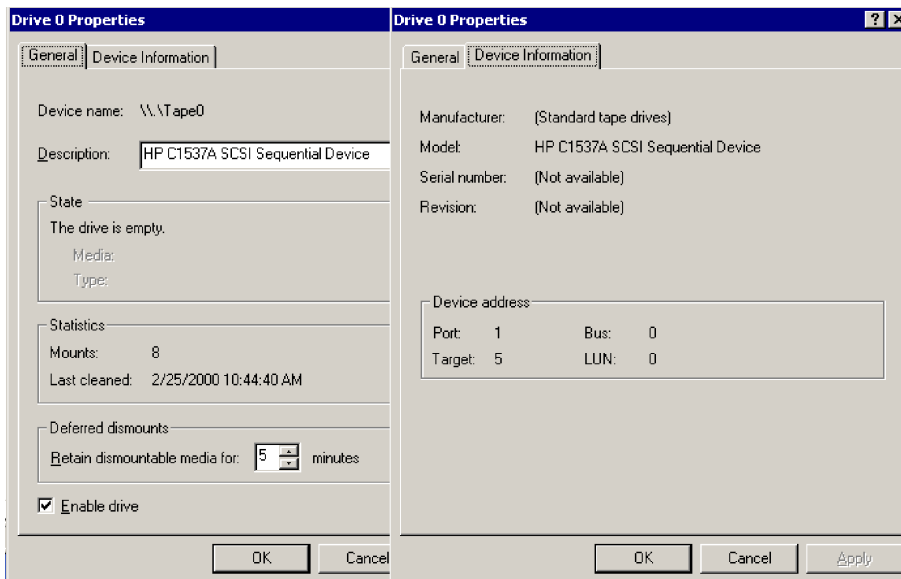 Drive 0 Properties
General Device Information
Device name: \\.\Tape0
Description: HP C1537A SCSI Sequential Device
State
The drive is empty.
Media:
Type:
Statistics
Mounts: 8
Last cleaned: 2/25/2000 10:44:40 AM
Deferred dismounts
Retain dismountable media for: 5 minutes
Enable drive
OK Cancel
Drive 0 Properties
General Device Information
Manufacturer: (Standard tape drives)
Model: HP C1537A SCSI Sequential Device
Serial number: (Not available)
Revision: (Not available)
Device address
Port: 1 Bus: 0
Target: 5 LUN: 0
OK Cancel Apply